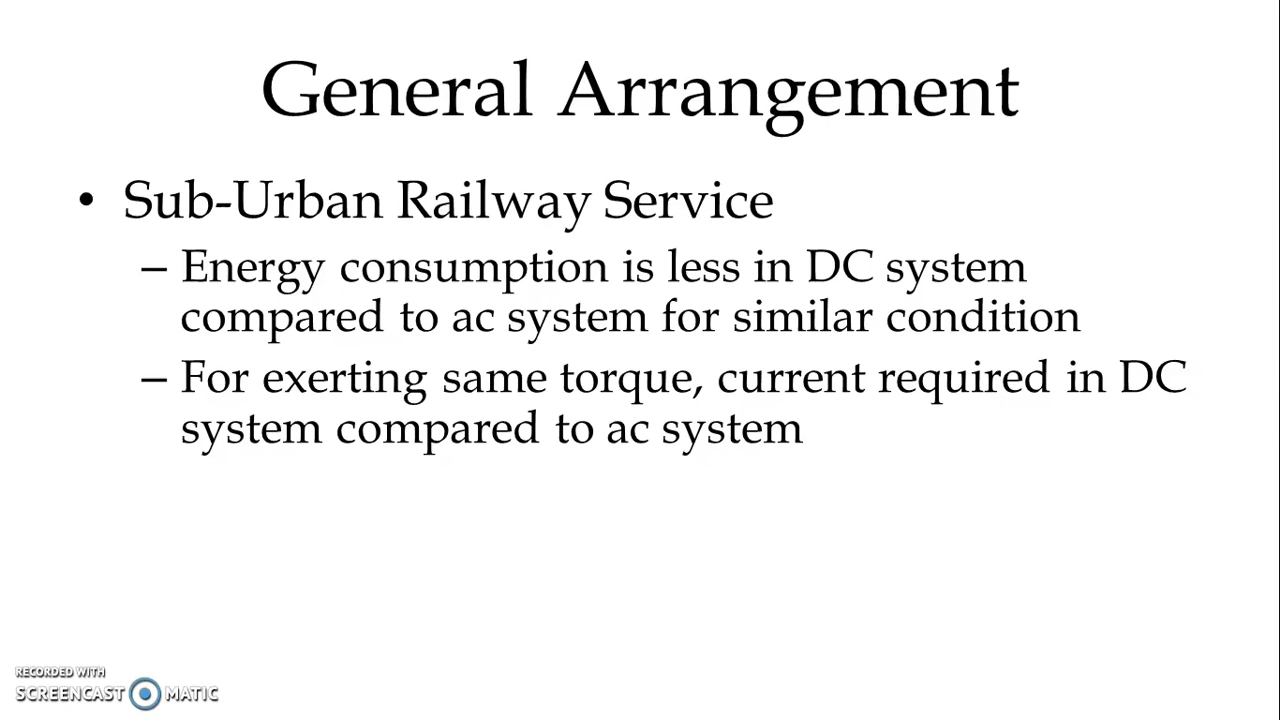 General Arrangement
• Sub-Urban Railway Service
– Energy consumption is less in DC system
compared to ac system for similar condition
– For exerting same torque, current required in DC
system compared to ac system
RECORDED WITH
SCREENCAST MATIC